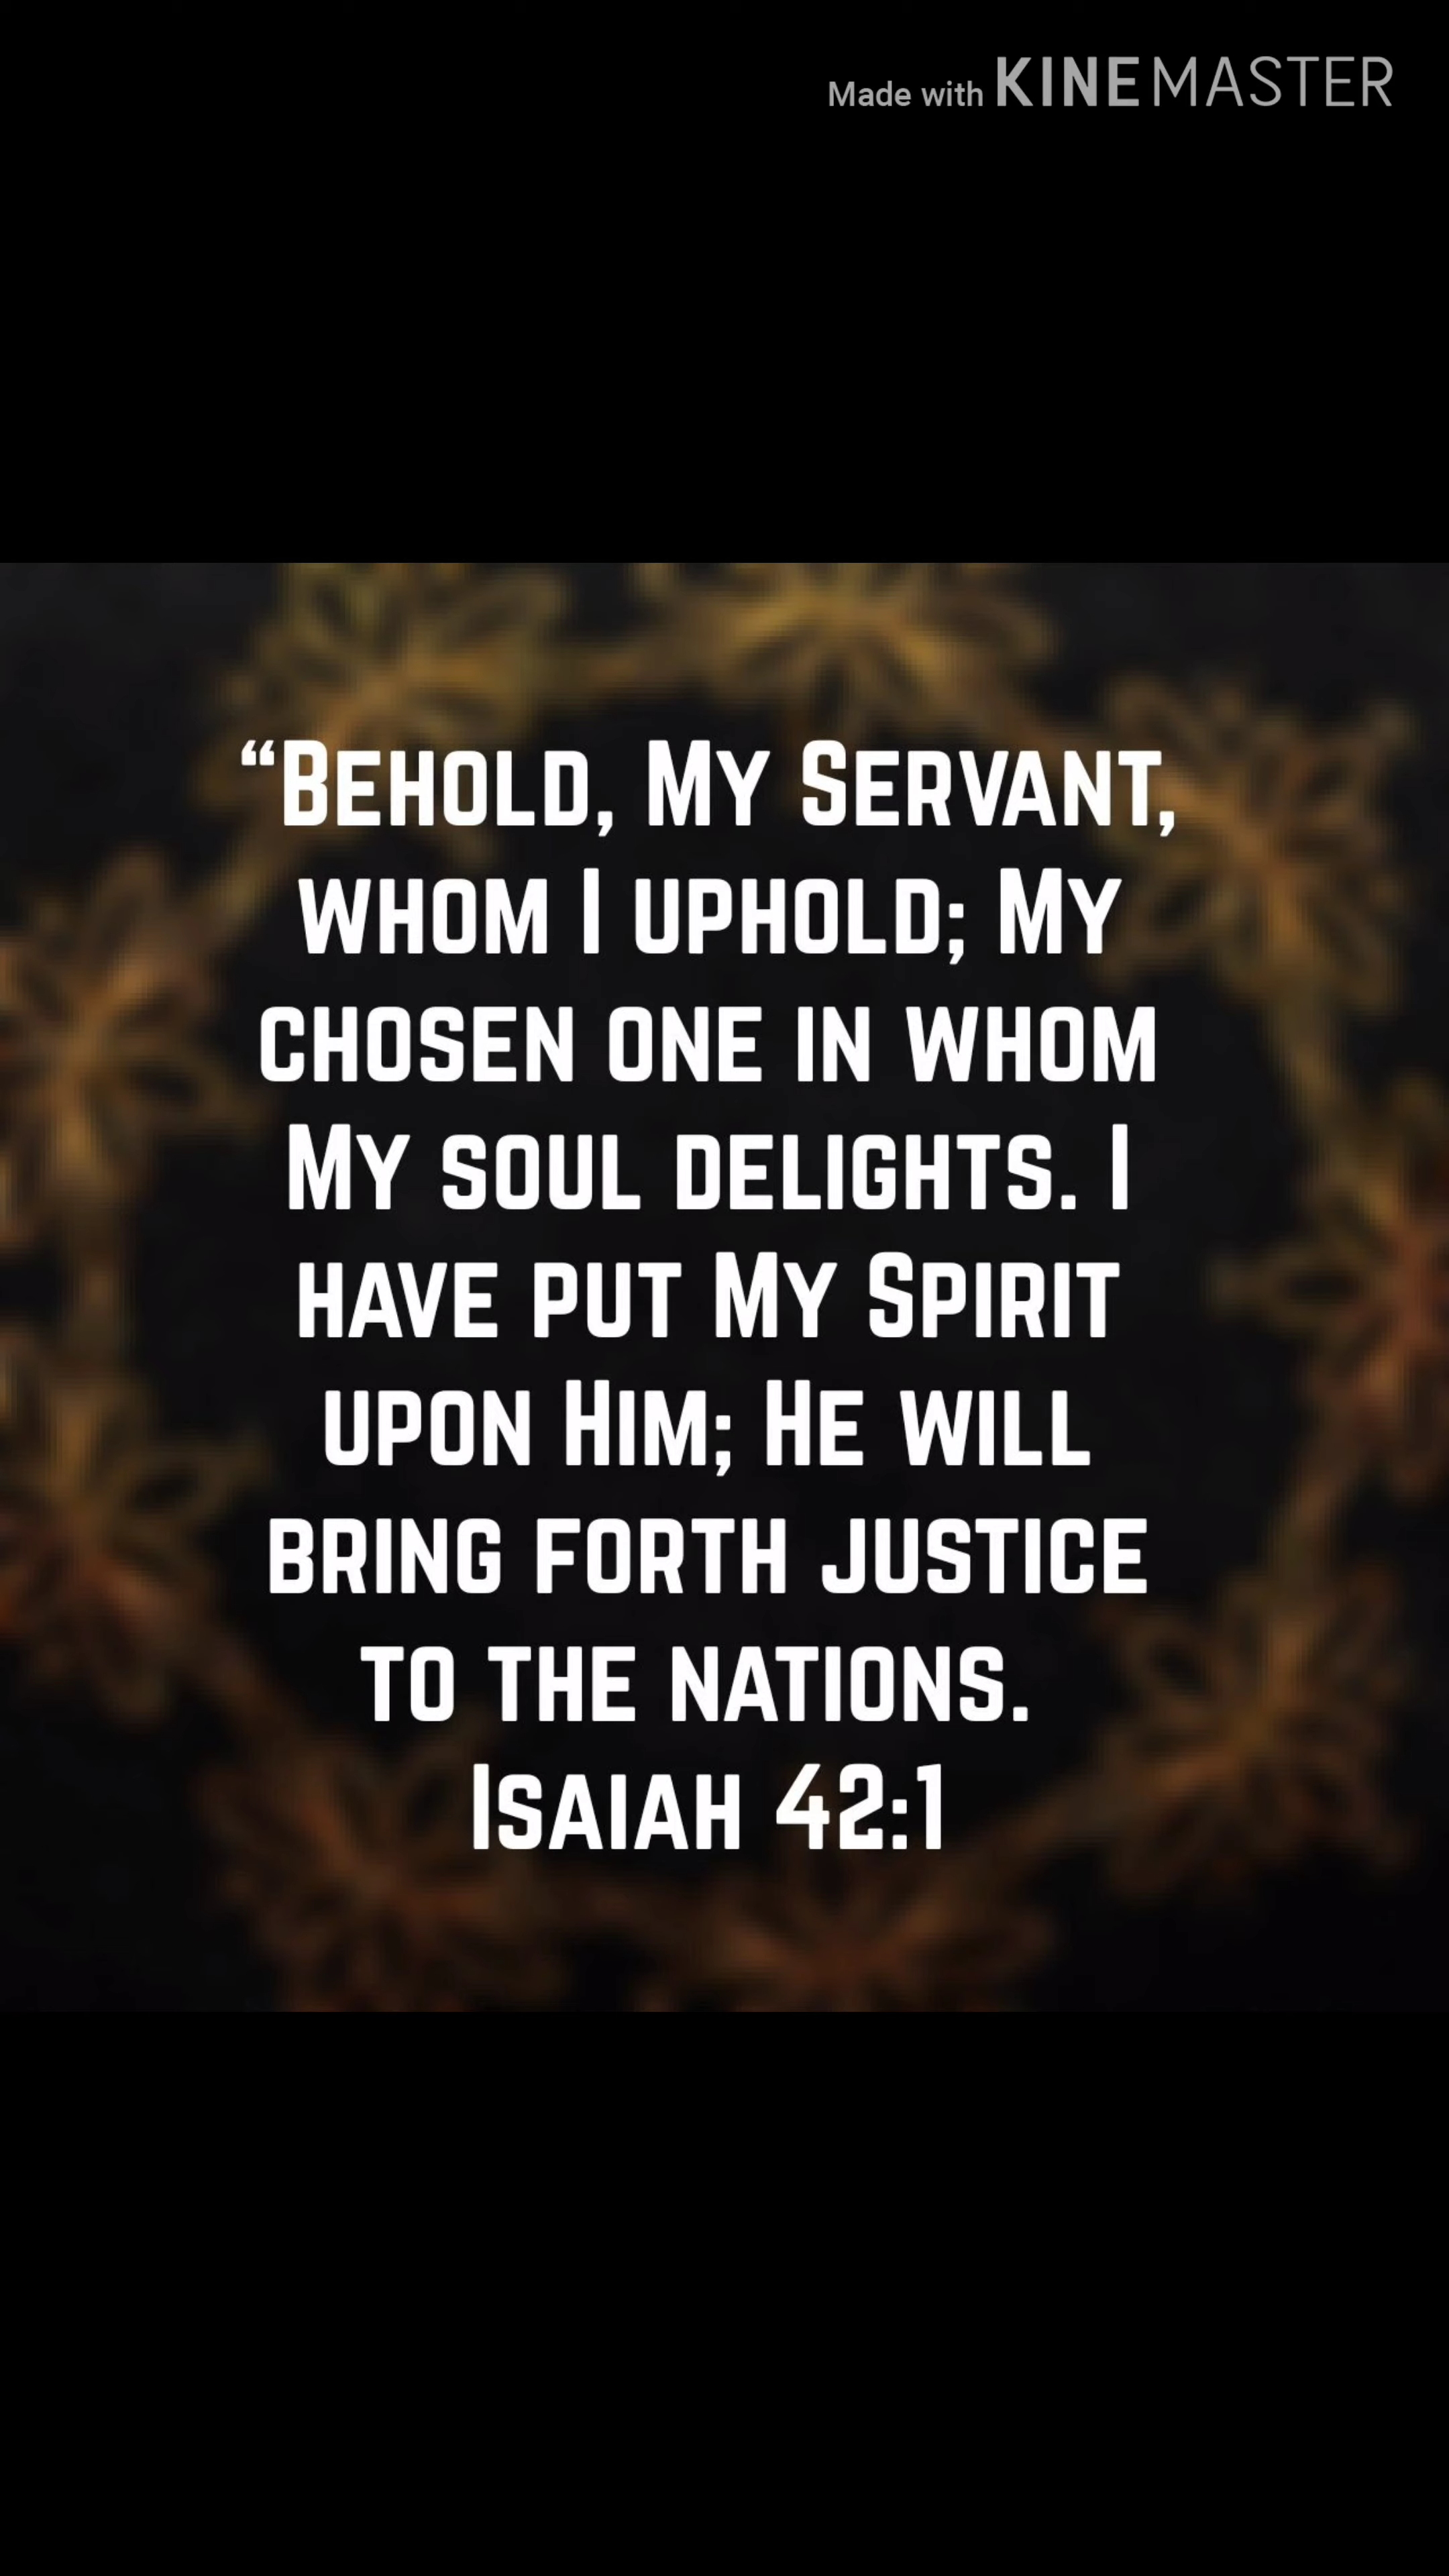 Made with KINEMASTER
“Behold, My Servant,
whom I uphold; My
chosen one in whom
My soul delights. I
have put My Spirit
upon Him; He will
bring forth justice
to the nations.
Isaiah 42:1